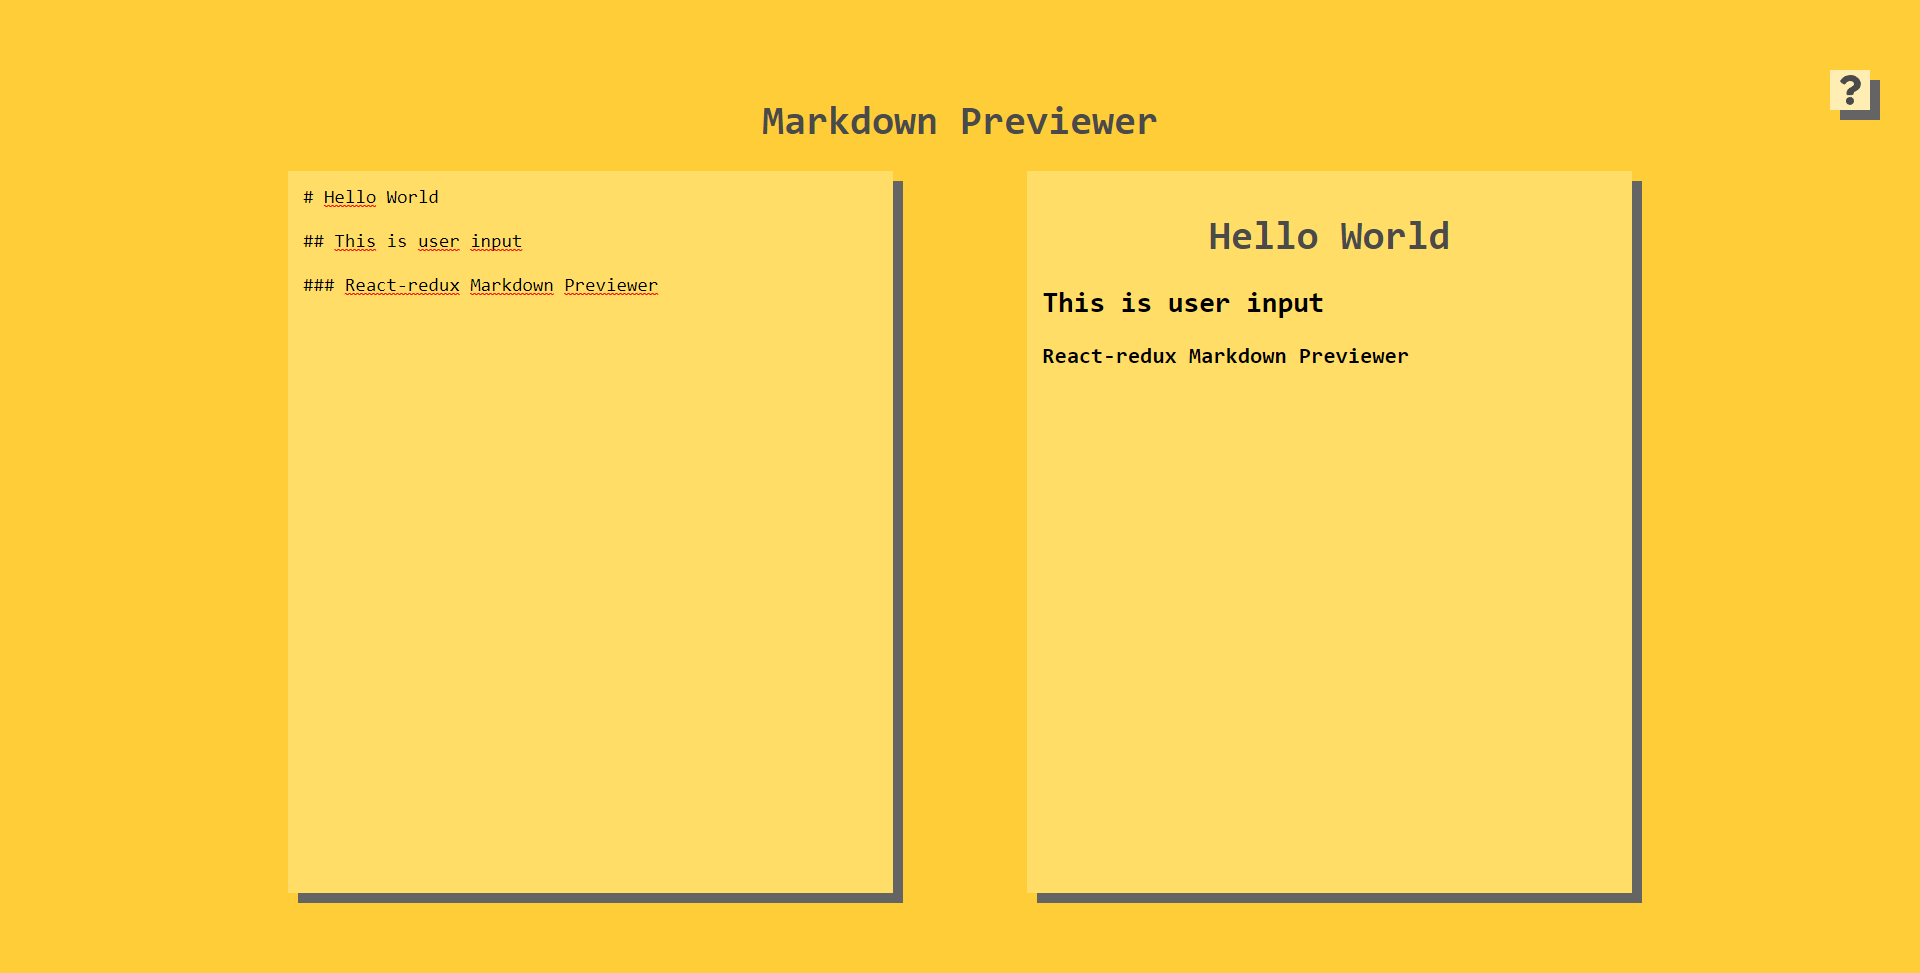 ?
Markdown Previewer
# Hello World
## This is user input
### React-redux Markdown Previewer
Hello World
This is user input
React-redux Markdown Previewer